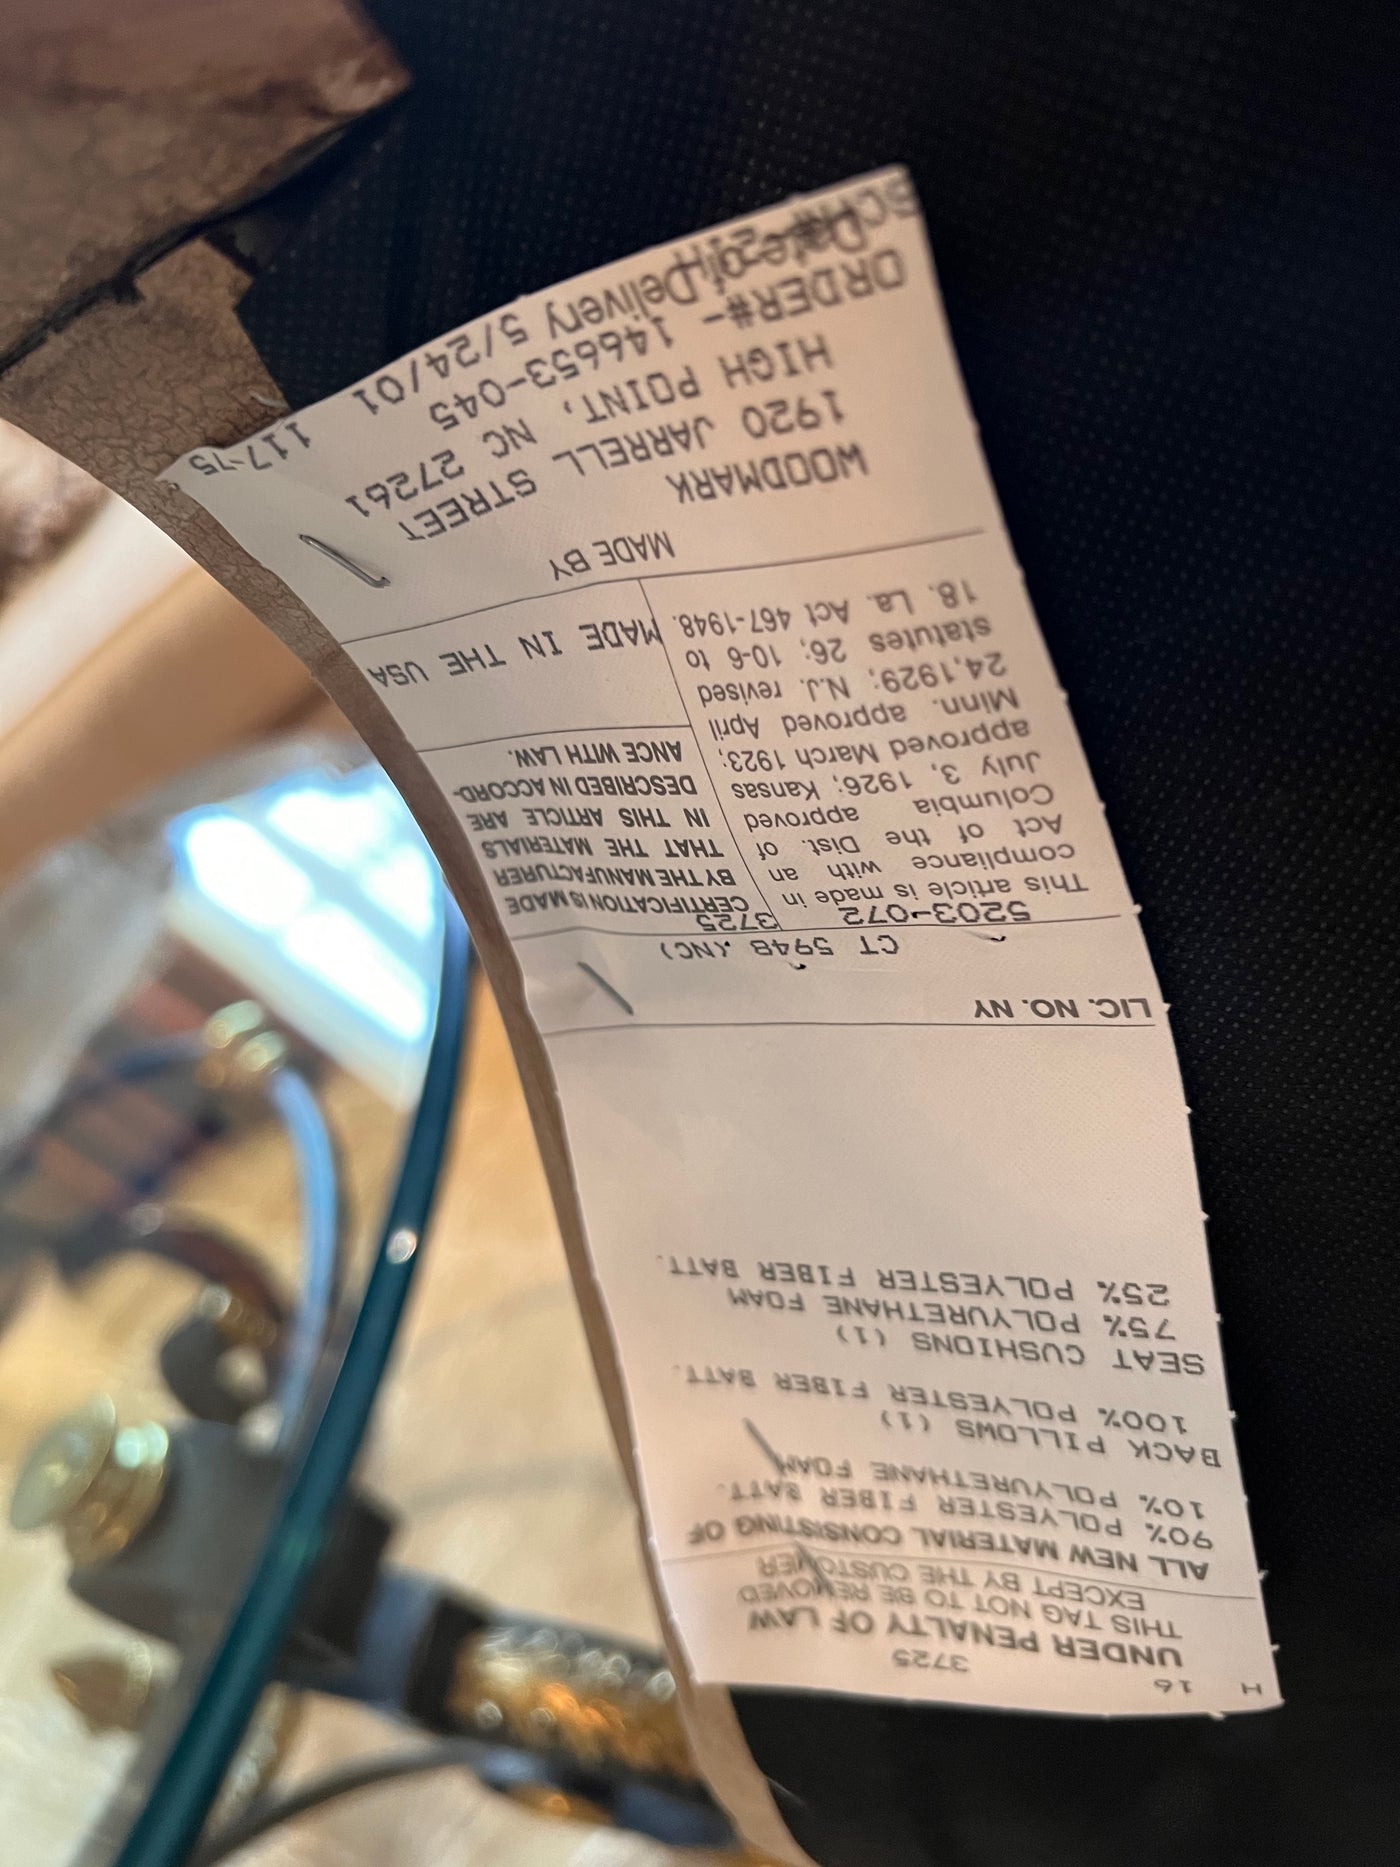 H 16
3725
UNDER PENALTY OF LAW
THIS TAG NOT TO BE REMOVED
EXCEPT BY THE CUSTOMER
ALL NEW MATERIAL CONSISTING OF
90% POLYESTER FIBER BATT.
10% POLYURETHANE FOAM
BACK PILLOWS (1)
100% POLYESTER FIBER BATT.
SEAT CUSHIONS (1)
75% POLYURETHANE FOAM
25% POLYESTER FIBER BATT.
LIC. NO. NY
CT 5948 (NC)
5203-072 3725
This article is made in
compliance with an
Act of the Dist. of
Columbia approved
July 3, 1926; Kansas
approved March 1923;
Minn. approved April
24,1929; N.J. revised
statutes 26; 10-6 to
18. La. Act 467-1948.
CERTIFICATION IS MADE
BY THE MANUFACTURER
THAT THE MATERIALS
IN THIS ARTICLE ARE
DESCRIBED IN ACCORD-
ANCE WITH LAW.
MADE IN THE USA
MADE BY
WOODMARK
1920 JARRELL STREET
HIGH POINT, NC 27261
ORDER#- 146653-045 117-75
Date of Delivery 5/24/01